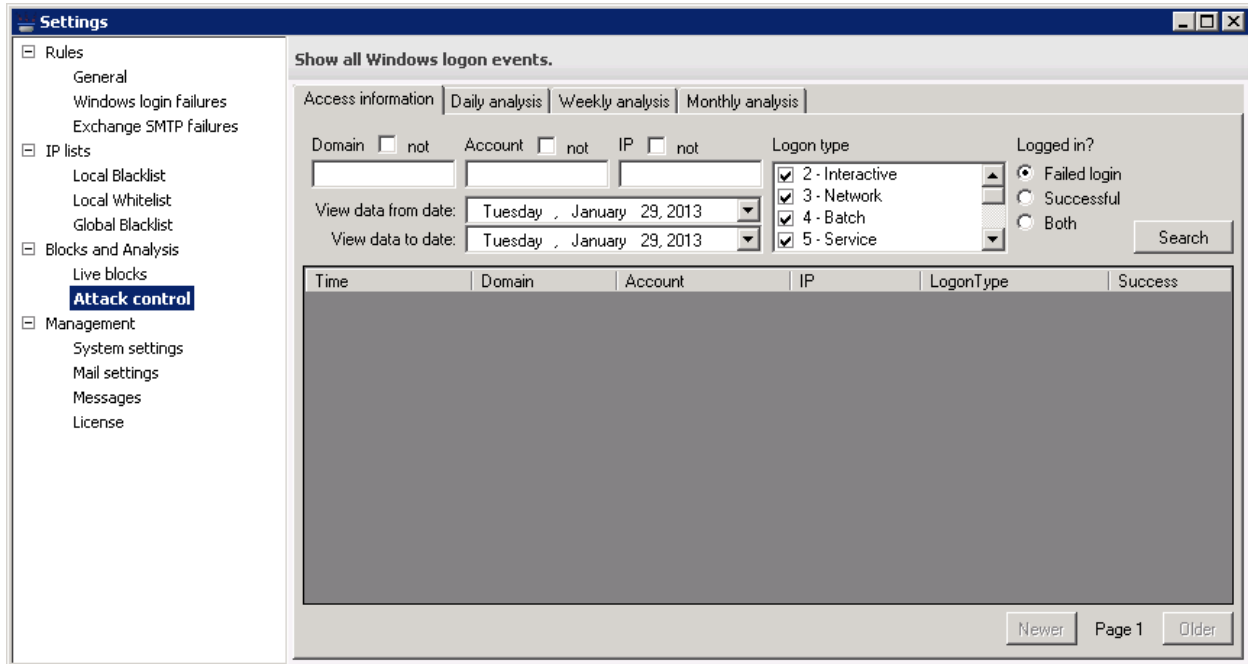 Settings
Rules
General
Windows login failures
Exchange SMTP failures
IP lists
Local Blacklist
Local Whitelist
Global Blacklist
Blocks and Analysis
Live blocks
Attack control
Management
System settings
Mail settings
Messages
License
Show all Windows logon events.
Access information Daily analysis Weekly analysis Monthly analysis
Domain not Account not IP not Logon type Logged in?
2 - Interactive Failed login
3 - Network Successful
View data from date: Tuesday , January 29, 2013
4 - Batch Both
View data to date: Tuesday , January 29, 2013
5 - Service Search
Time Domain Account IP LogonType Success
Newer Page 1 Older